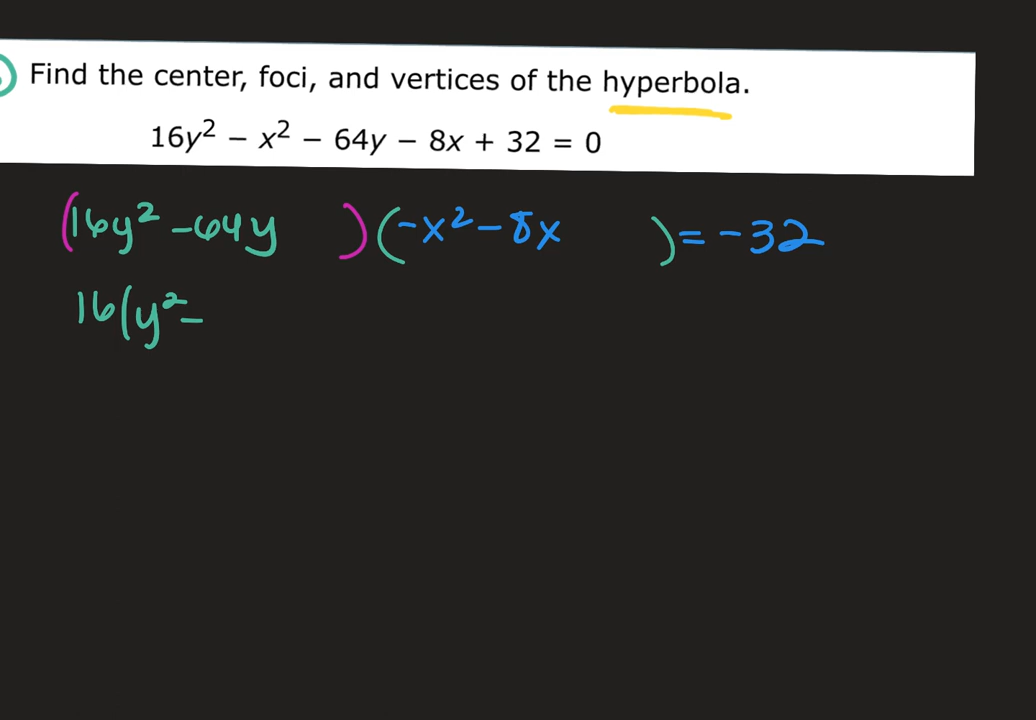 Find the center, foci, and vertices of the hyperbola.
16y² − x² − 64y − 8x + 32 = 0
(16y² -64y ) (-x² - 8x ) = -32
16(y² -